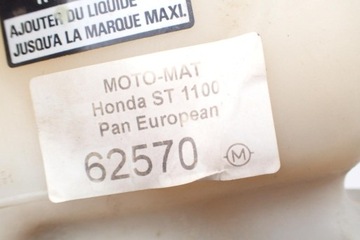 AJOUTER DU LIQUIDE
JUSQU'A LA MARQUE MAXI.
MOTO-MAT
Honda ST 1100
Pan European
62570
M